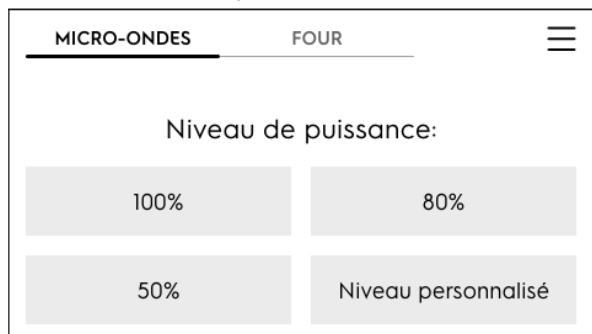 MICRO-ONDES FOUR
Niveau de puissance:
100% 80%
50% Niveau personnalisé